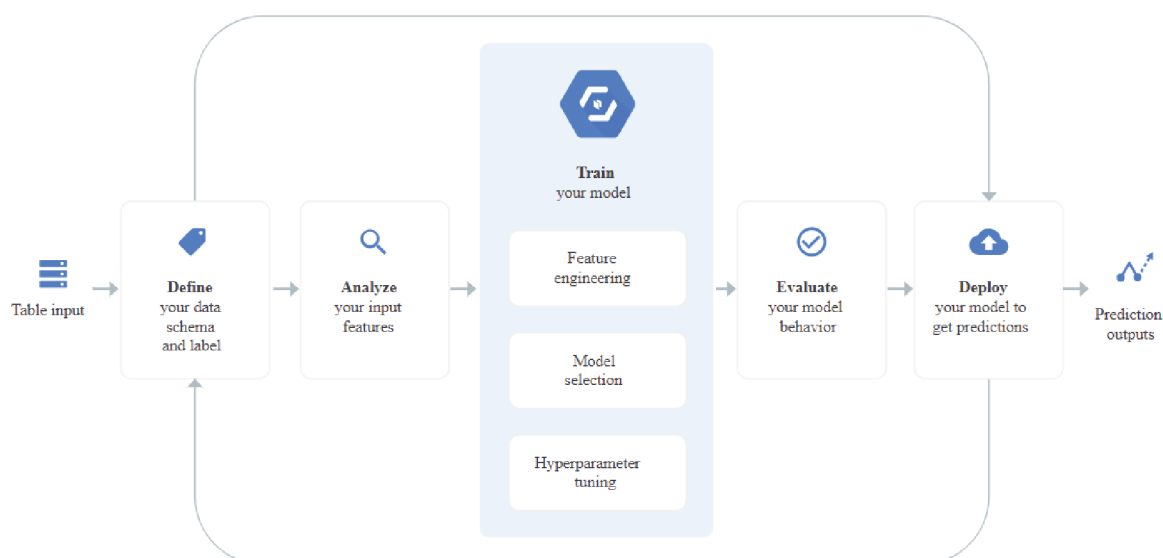 Table input
Define
your data
schema
and label
Analyze
your input
features
Train
your model
Feature
engineering
Model
selection
Hyperparameter
tuning
Evaluate
your model
behavior
Deploy
your model to
get predictions
Prediction
outputs